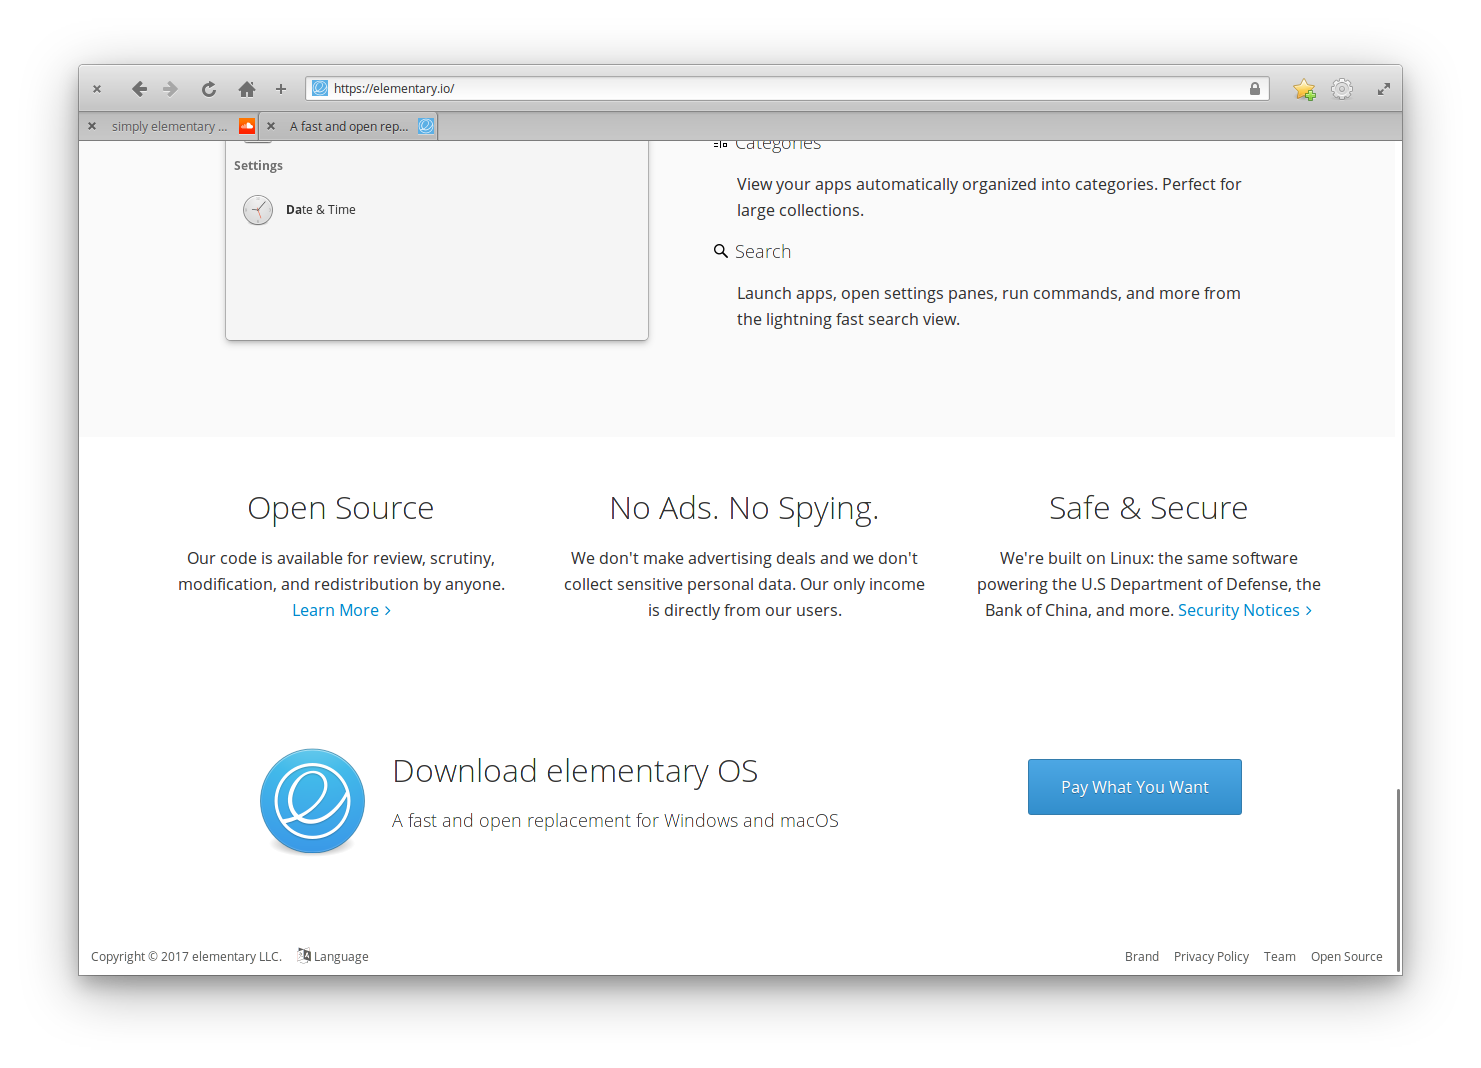 https://elementary.io/
simply elementary ...
A fast and open rep...
Settings
Date & Time
Categories
View your apps automatically organized into categories. Perfect for
large collections.
Search
Launch apps, open settings panes, run commands, and more from
the lightning fast search view.
Open Source
Our code is available for review, scrutiny,
modification, and redistribution by anyone.
Learn More >
No Ads. No Spying.
We don't make advertising deals and we don't
collect sensitive personal data. Our only income
is directly from our users.
Safe & Secure
We're built on Linux: the same software
powering the U.S Department of Defense, the
Bank of China, and more. Security Notices >
Download elementary OS
A fast and open replacement for Windows and macOS
Pay What You Want
Copyright © 2017 elementary LLC. Language
Brand Privacy Policy Team Open Source